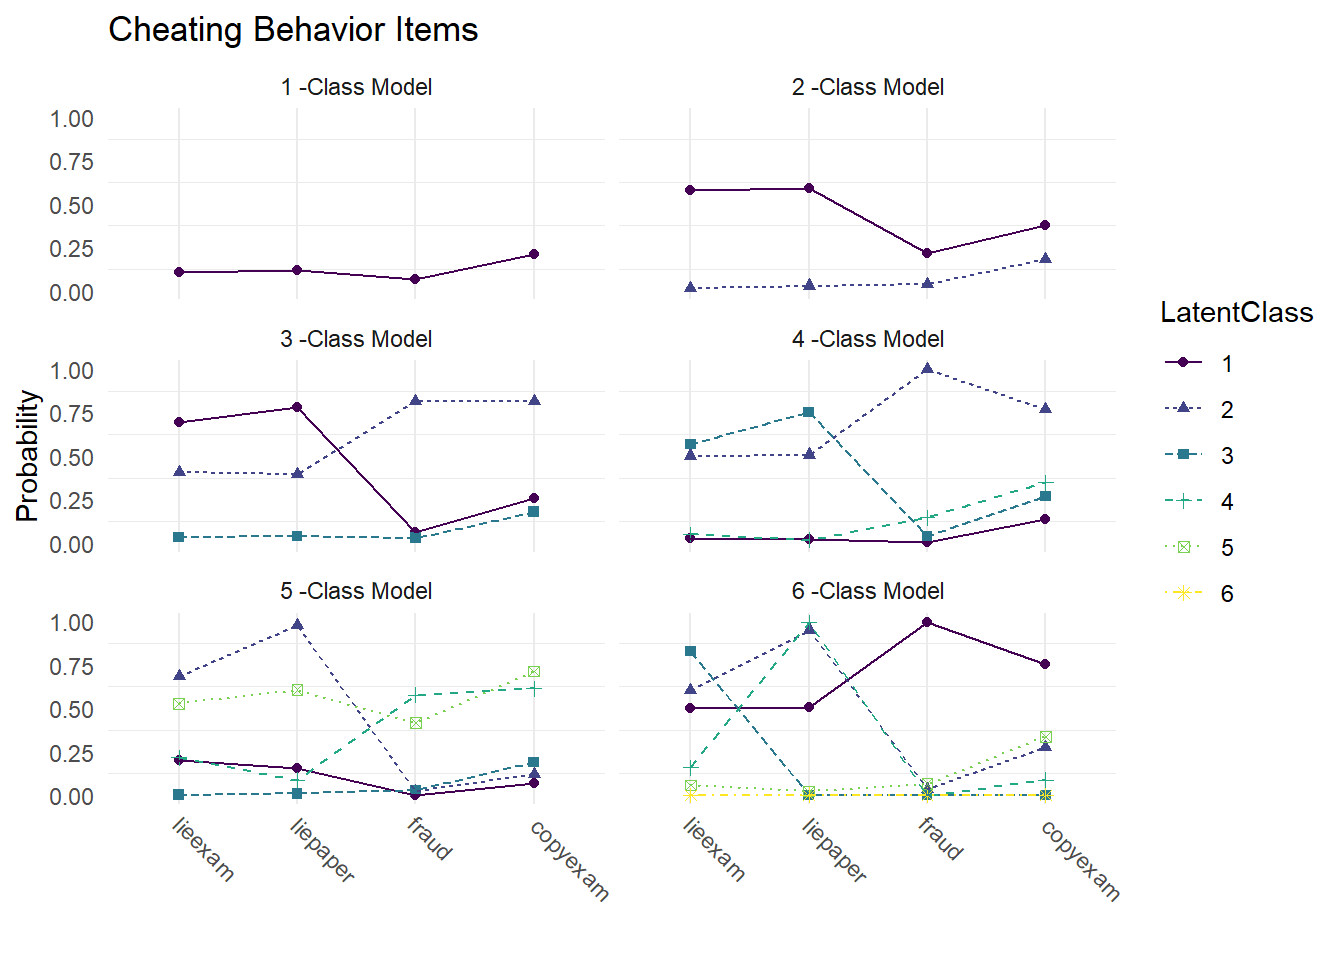 Cheating Behavior Items
1 -Class Model
2 -Class Model
1.00
0.75
0.50
0.25
0.00
3 -Class Model
4 -Class Model
1.00
0.75
0.50
0.25
0.00
5 -Class Model
6 -Class Model
1.00
0.75
0.50
0.25
0.00
Probability
lieexam
liepaper
fraud
copyexam
lieexam
liepaper
fraud
copyexam
LatentClass
1
2
3
4
5
6